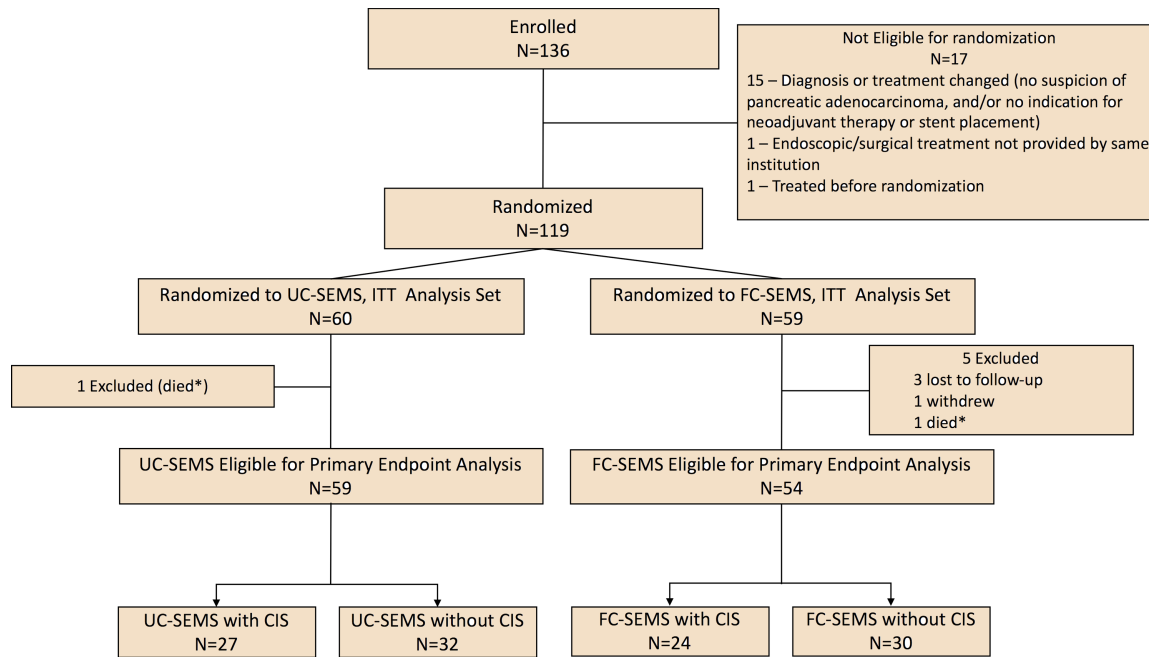 Enrolled
N=136
Not Eligible for randomization
N=17
15 – Diagnosis or treatment changed (no suspicion of
pancreatic adenocarcinoma, and/or no indication for
neoadjuvant therapy or stent placement)
1 – Endoscopic/surgical treatment not provided by same
institution
1 – Treated before randomization
Randomized
N=119
Randomized to UC-SEMS, ITT Analysis Set
N=60
Randomized to FC-SEMS, ITT Analysis Set
N=59
1 Excluded (died*)
5 Excluded
3 lost to follow-up
1 withdrew
1 died*
UC-SEMS Eligible for Primary Endpoint Analysis
N=59
FC-SEMS Eligible for Primary Endpoint Analysis
N=54
UC-SEMS with CIS
N=27
UC-SEMS without CIS
N=32
FC-SEMS with CIS
N=24
FC-SEMS without CIS
N=30